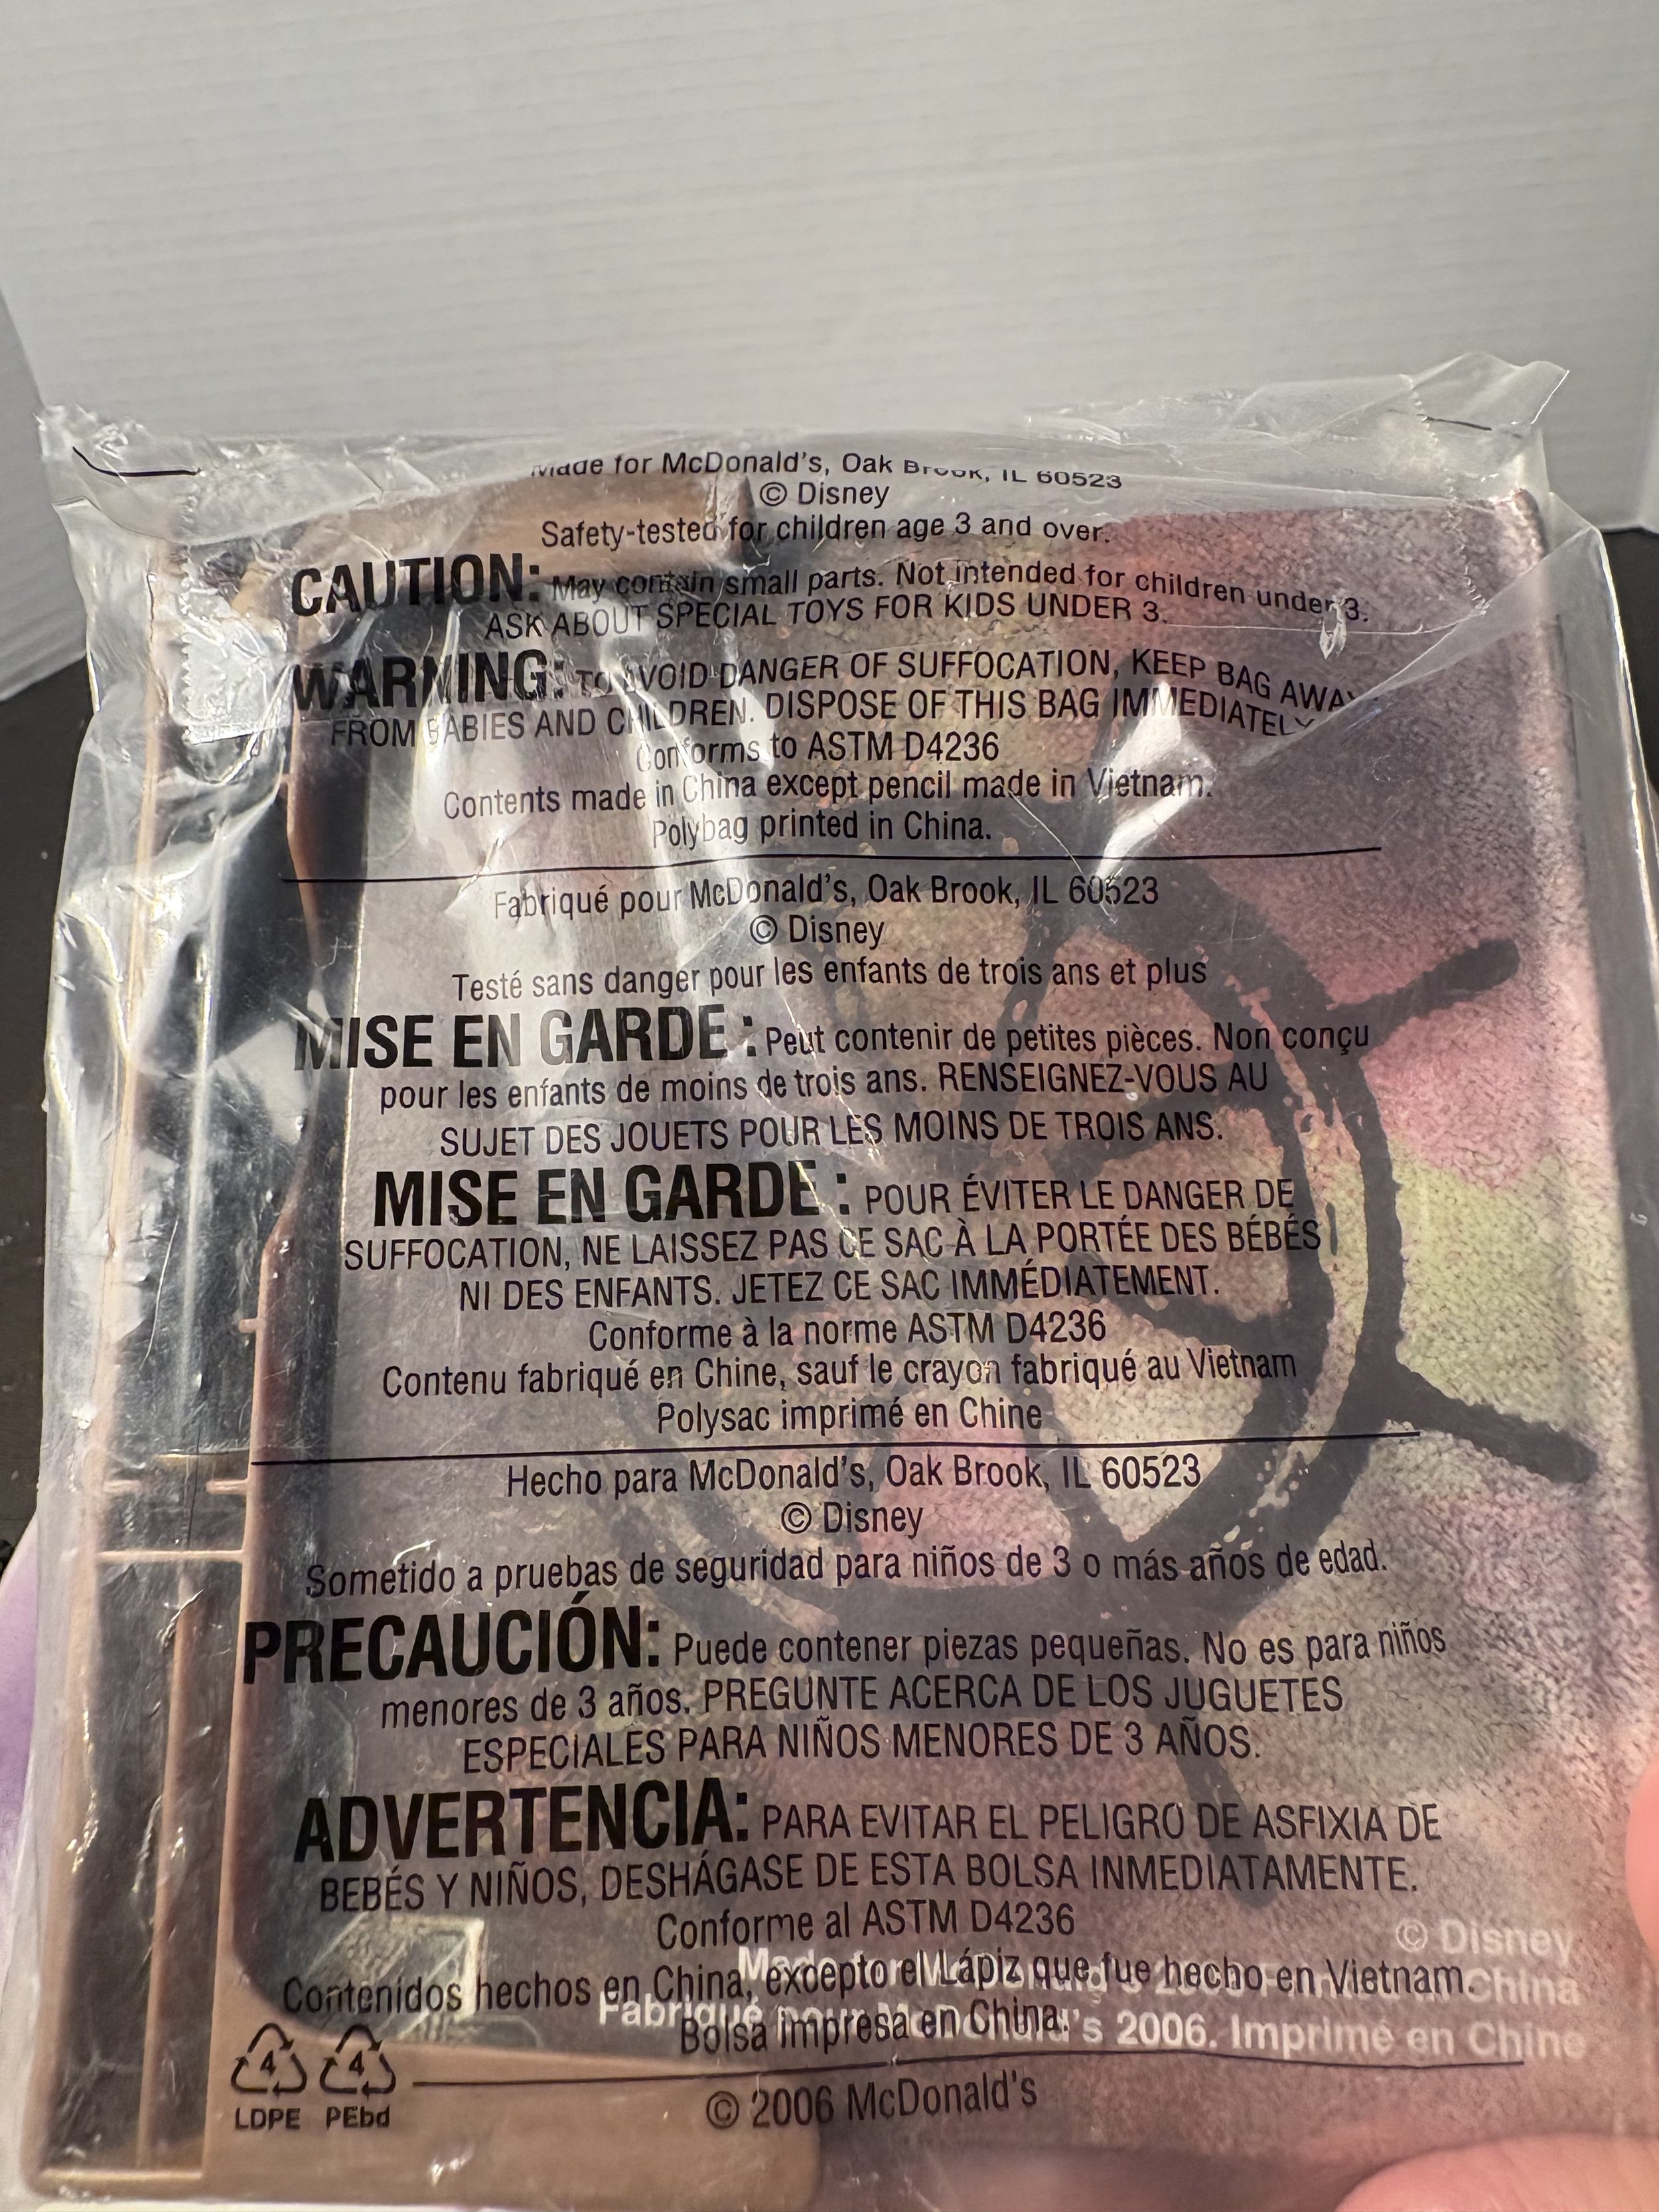 Made for McDonald's, Oak Brook, IL 60523
© Disney
Safety-tested for children age 3 and over.
CAUTION: May contain small parts. Not intended for children under 3.
ASK ABOUT SPECIAL TOYS FOR KIDS UNDER 3.
WARNING: TO AVOID DANGER OF SUFFOCATION, KEEP BAG AWAY
FROM BABIES AND CHILDREN. DISPOSE OF THIS BAG IMMEDIATELY
Conforms to ASTM D4236
Contents made in China except pencil made in Vietnam.
Polybag printed in China.
Fabriqué pour McDonald's, Oak Brook, IL 60523
© Disney
Testé sans danger pour les enfants de trois ans et plus
MISE EN GARDE : Peut contenir de petites pièces. Non conçu
pour les enfants de moins de trois ans. RENSEIGNEZ-VOUS AU
SUJET DES JOUETS POUR LES MOINS DE TROIS ANS.
MISE EN GARDE : POUR ÉVITER LE DANGER DE
SUFFOCATION, NE LAISSEZ PAS CE SAC À LA PORTÉE DES BÉBÉS
NI DES ENFANTS. JETEZ CE SAC IMMÉDIATEMENT.
Conforme à la norme ASTM D4236
Contenu fabriqué en Chine, sauf le crayon fabriqué au Vietnam
Polysac imprimé en Chine
Hecho para McDonald's, Oak Brook, IL 60523
© Disney
Sometido a pruebas de seguridad para niños de 3 o más años de edad.
PRECAUCIÓN: Puede contener piezas pequeñas. No es para niños
menores de 3 años. PREGUNTE ACERCA DE LOS JUGUETES
ESPECIALES PARA NIÑOS MENORES DE 3 AÑOS.
ADVERTENCIA: PARA EVITAR EL PELIGRO DE ASFIXIA DE
BEBÉS Y NIÑOS, DESHÁGASE DE ESTA BOLSA INMEDIATAMENTE.
Conforme al ASTM D4236
Contenidos hechos en China, excepto el Lápiz que fue hecho en Vietnam.
Bolsa impresa en China.
© Disney
Made for McDonald's China
Fabriqué pour McDonald's 2006. Imprimé en Chine
4 4
LDPE PEbd
© 2006 McDonald's